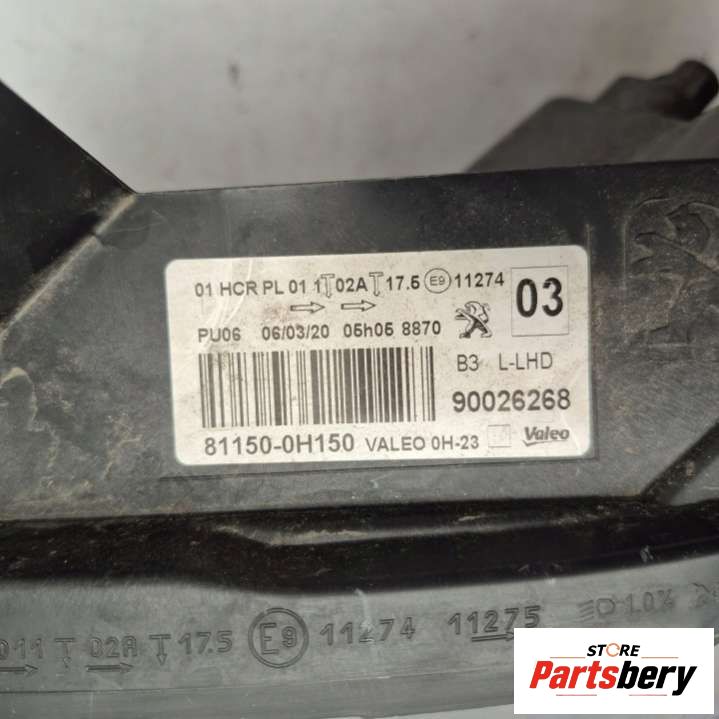 01 HCR PL 01 1 02A 17.5 E9 11274
03
PU06 06/03/20 05h05 8870
B3 L-LHD
90026268
81150-0H150 VALEO 0H-23 Valeo
011 02A 17.5 E9 11274 11275 1.0%
STORE
Partsbery